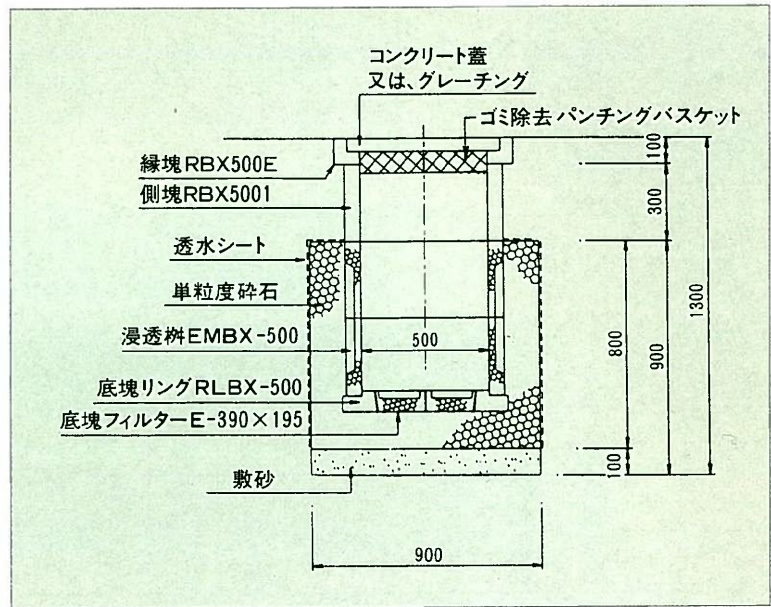 コンクリート蓋
又は、グレーチング
ゴミ除去パンチングバスケット
縁塊RBX500E
側塊RBX5001
透水シート
単粒度砕石
浸透桝EMBX-500
底塊リングRLBX-500
底塊フィルターE-390×195
敷砂
500
900
100
300
800
100
900
1300